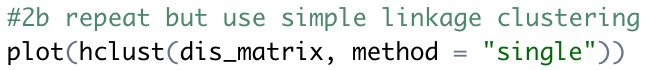 #2b repeat but use simple linkage clustering
plot(hclust(dis_matrix, method = "single"))